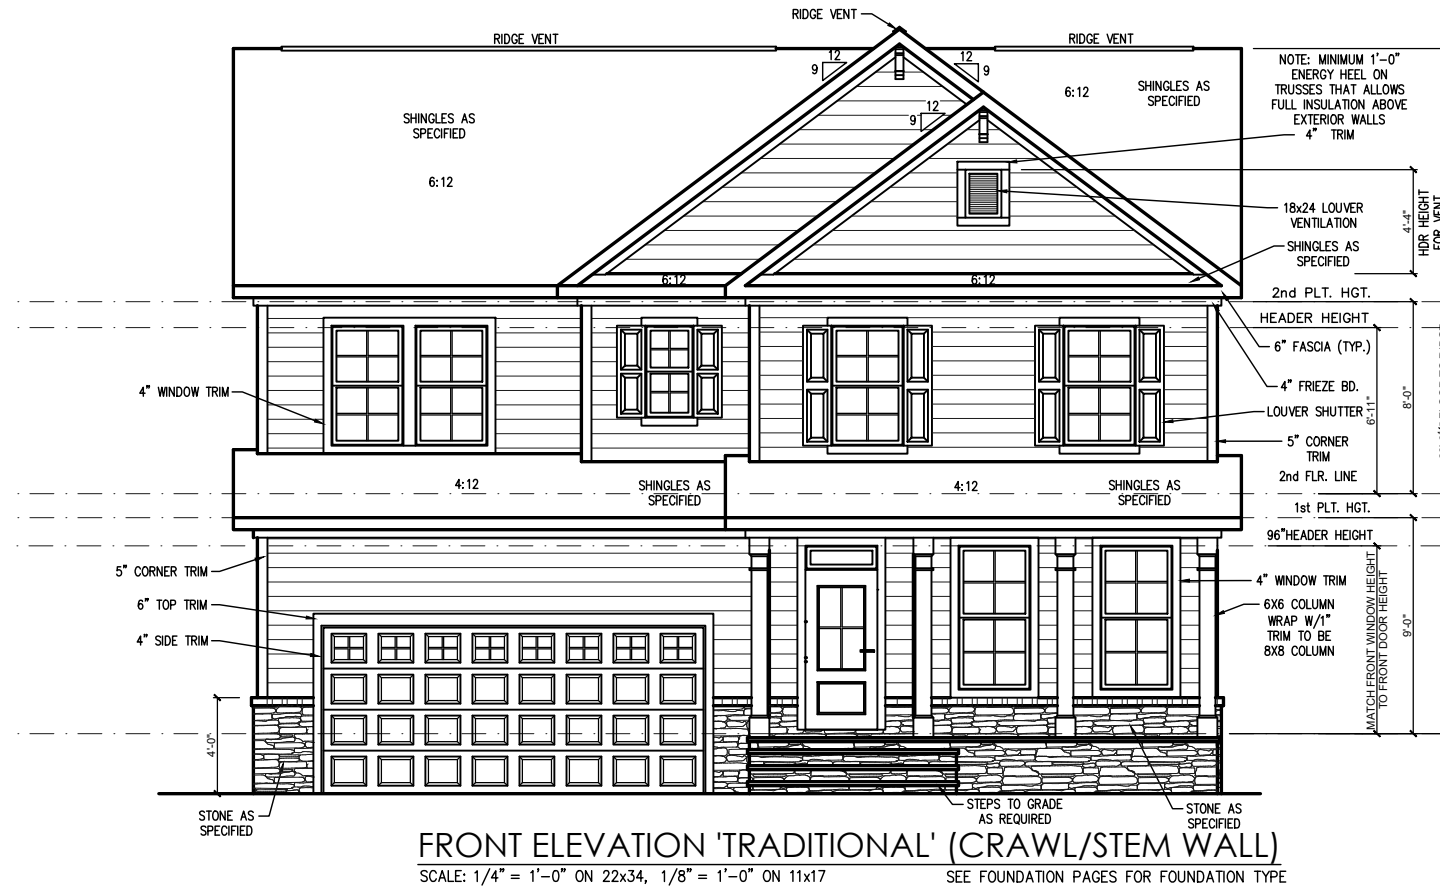 RIDGE VENT
RIDGE VENT
RIDGE VENT
12
9
12
9
NOTE: MINIMUM 1'-0"
ENERGY HEEL ON
TRUSSES THAT ALLOWS
FULL INSULATION ABOVE
EXTERIOR WALLS
4" TRIM
6:12
SHINGLES AS
SPECIFIED
SHINGLES AS
SPECIFIED
12
9
6:12
18x24 LOUVER
VENTILATION
4'-4"
HDR HEIGHT
FOR VENT
SHINGLES AS
SPECIFIED
6:12
6:12
2nd PLT. HGT.
HEADER HEIGHT
6" FASCIA (TYP.)
4" WINDOW TRIM
4" FRIEZE BD.
LOUVER SHUTTER
6'-11"
8'-0"
5" CORNER
TRIM
2nd FLR. LINE
4:12
SHINGLES AS
SPECIFIED
4:12
SHINGLES AS
SPECIFIED
1st PLT. HGT.
96"HEADER HEIGHT
5" CORNER TRIM
4" WINDOW TRIM
6" TOP TRIM
6X6 COLUMN
WRAP W/1"
TRIM TO BE
8X8 COLUMN
4" SIDE TRIM
MATCH FRONT WINDOW HEIGHT
TO FRONT DOOR HEIGHT
9'-0"
4'-0"
STONE AS
SPECIFIED
STEPS TO GRADE
AS REQUIRED
STONE AS
SPECIFIED
FRONT ELEVATION 'TRADITIONAL' (CRAWL/STEM WALL)
SCALE: 1/4" = 1'-0" ON 22x34, 1/8" = 1'-0" ON 11x17
SEE FOUNDATION PAGES FOR FOUNDATION TYPE